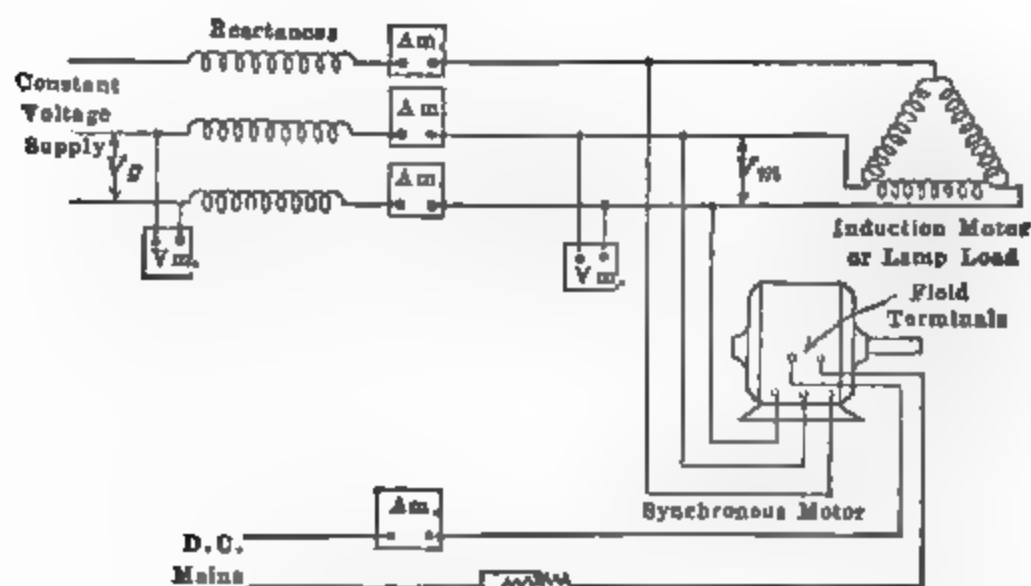 Reactances
Am.
Constant
Voltage
Supply
Vg
Am.
Am.
Vm
Vm.
Vm.
Induction Motor
or Lamp Load
Field
Terminals
Synchronous Motor
Am.
D.C.
Mains